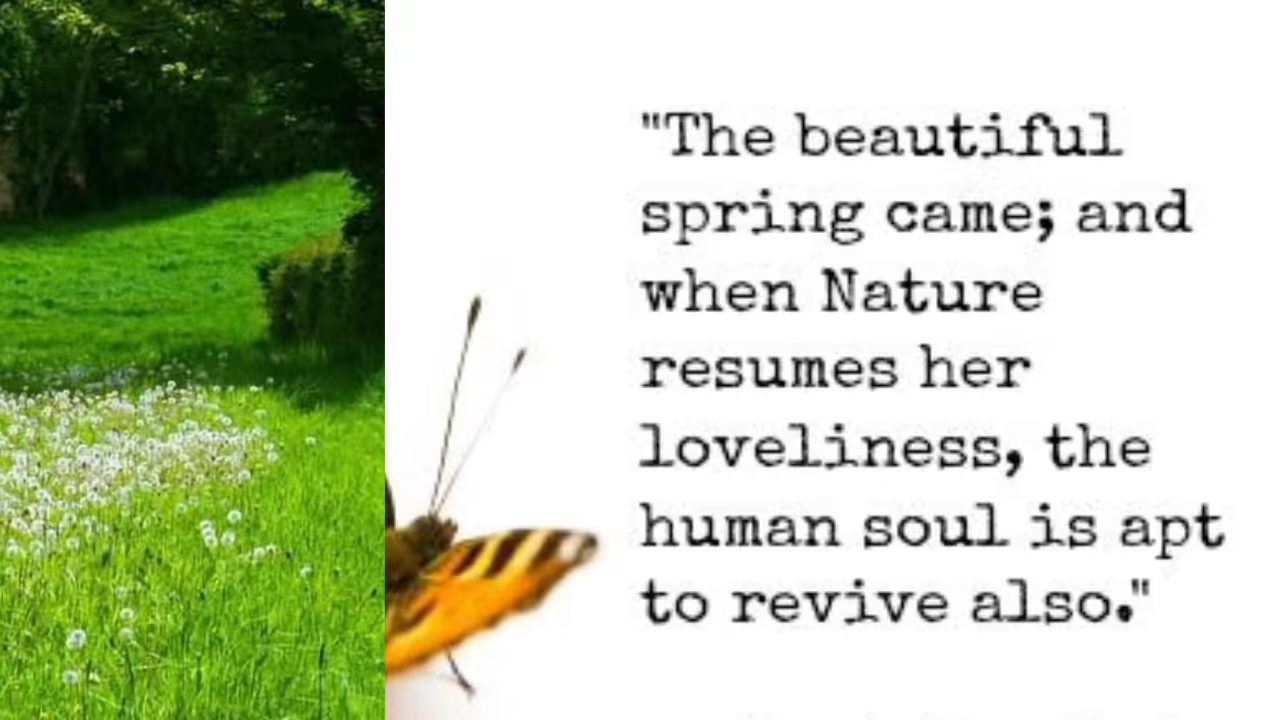 "The beautiful
spring came; and
when Nature
resumes her
loveliness, the
human soul is apt
to revive also."